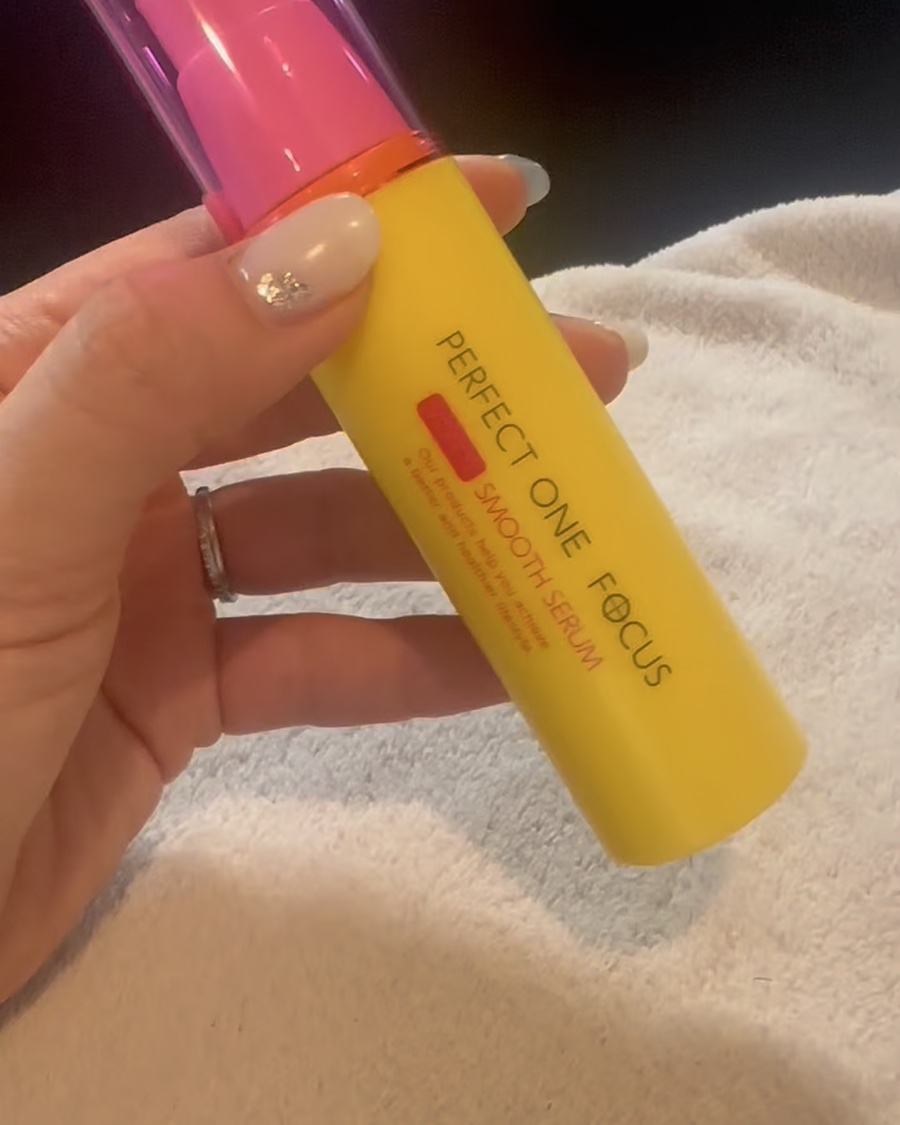 PERFECT ONE FOCUS
SMOOTH SERUM
Our products help you achieve
a better and healthier lifestyle.